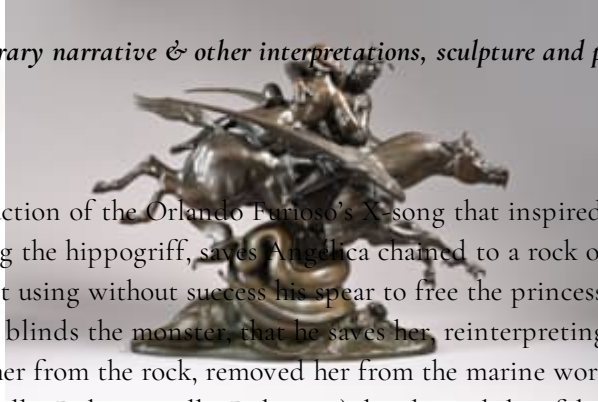 rary narrative & other interpretations, sculpture and p
ction of the Orlando Furioso's X-song that inspired
g the hippogriff, saves Angelica chained to a rock o
t using without success his spear to free the princess
blinds the monster, that he saves her, reinterpreting
her from the rock, removed her from the marine wor